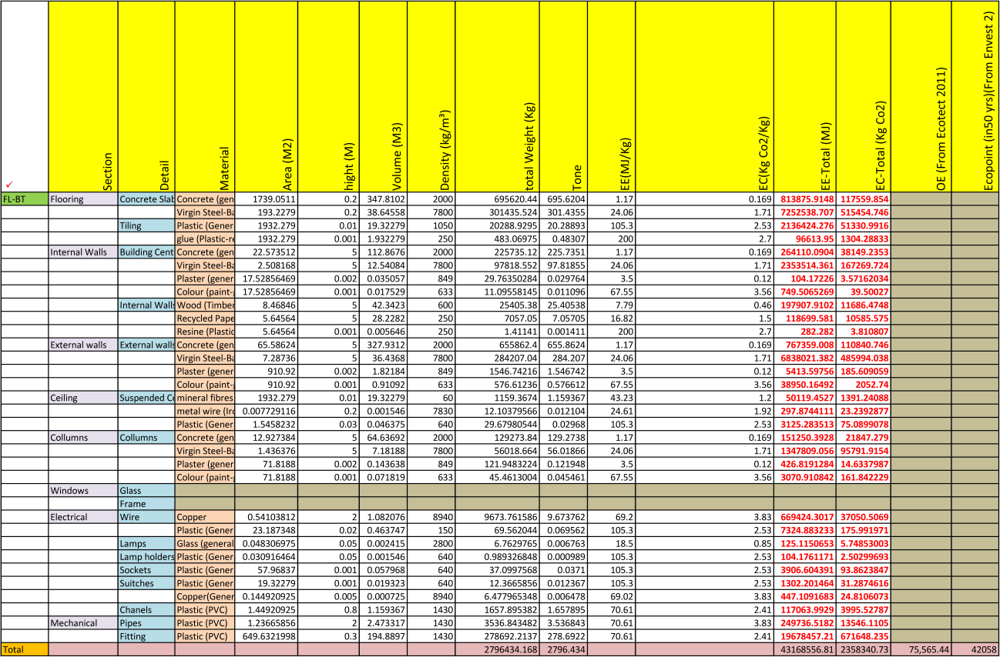 ✓ Section Detail Material Area (M2) hight (M) Volume (M3) Density (kg/m³) total Weight (Kg) Tone EE(MJ/Kg) EC(Kg Co2/Kg) EE-Total (MJ) EC-Total (Kg Co2) OE (From Ecotect 2011) Ecopoint (in50 yrs)(From Envest 2)
FL-BT Flooring Concrete Slab Concrete (gen 1739.0511 0.2 347.8102 2000 695620.44 695.6204 1.17 0.169 813875.9148 117559.854
Virgin Steel-Ba 193.2279 0.2 38.64558 7800 301435.524 301.4355 24.06 1.71 7252538.707 515454.746
Tiling Plastic (Gener 1932.279 0.01 19.32279 1050 20288.9295 20.28893 105.3 2.53 2136424.276 51330.9916
glue (Plastic-re 1932.279 0.001 1.932279 250 483.06975 0.48307 200 2.7 96613.95 1304.28833
Internal Walls Building Cent Concrete (gen 22.573512 5 112.8676 2000 225735.12 225.7351 1.17 0.169 264110.0904 38149.2353
Virgin Steel-Ba 2.508168 5 12.54084 7800 97818.552 97.81855 24.06 1.71 2353514.361 167269.724
Plaster (gener 17.52856469 0.002 0.035057 849 29.76350284 0.029764 3.5 0.12 104.17226 3.57162034
Colour (paint- 17.52856469 0.001 0.017529 633 11.09558145 0.011096 67.55 3.56 749.5065269 39.50027
Internal Walls Wood (Timber 8.46846 5 42.3423 600 25405.38 25.40538 7.79 0.46 197907.9102 11686.4748
Recycled Pape 5.64564 5 28.2282 250 7057.05 7.05705 16.82 1.5 118699.581 10585.575
Resine (Plastic 5.64564 0.001 0.005646 250 1.41141 0.001411 200 2.7 282.282 3.810807
External walls External walls Concrete (gen 65.58624 5 327.9312 2000 655862.4 655.8624 1.17 0.169 767359.008 110840.746
Virgin Steel-Ba 7.28736 5 36.4368 7800 284207.04 284.207 24.06 1.71 6838021.382 485994.038
Plaster (gener 910.92 0.002 1.82184 849 1546.74216 1.546742 3.5 0.12 5413.59756 185.609059
Colour (paint- 910.92 0.001 0.91092 633 576.61236 0.576612 67.55 3.56 38950.16492 2052.74
Ceiling Suspended Ce mineral fibres 1932.279 0.01 19.32279 60 1159.3674 1.159367 43.23 1.2 50119.4527 1391.24088
metal wire (Iro 0.007729116 0.2 0.001546 7830 12.10379566 0.012104 24.61 1.92 297.8744111 23.2392877
Plastic (Gener 1.5458232 0.03 0.046375 640 29.67980544 0.02968 105.3 2.53 3125.283513 75.0899078
Collumns Collumns Concrete (gen 12.927384 5 64.63692 2000 129273.84 129.2738 1.17 0.169 151250.3928 21847.279
Virgin Steel-Ba 1.436376 5 7.18188 7800 56018.664 56.01866 24.06 1.71 1347809.056 95791.9154
Plaster (gener 71.8188 0.002 0.143638 849 121.9483224 0.121948 3.5 0.12 426.8191284 14.6337987
Colour (paint- 71.8188 0.001 0.071819 633 45.4613004 0.045461 67.55 3.56 3070.910842 161.842229
Windows Glass
Frame
Electrical Wire Copper 0.54103812 2 1.082076 8940 9673.761586 9.673762 69.2 3.83 669424.3017 37050.5069
Plastic (Gener 23.187348 0.02 0.463747 150 69.562044 0.069562 105.3 2.53 7324.883233 175.991971
Lamps Glass (general 0.048306975 0.05 0.002415 2800 6.7629765 0.006763 18.5 0.85 125.1150653 5.74853003
Lamp holders Plastic (Gener 0.030916464 0.05 0.001546 640 0.989326848 0.000989 105.3 2.53 104.1761171 2.50299693
Sockets Plastic (Gener 57.96837 0.001 0.057968 640 37.0997568 0.0371 105.3 2.53 3906.604391 93.8623847
Suitches Plastic (Gener 19.32279 0.001 0.019323 640 12.3665856 0.012367 105.3 2.53 1302.201464 31.2874616
Copper(Gener 0.144920925 0.005 0.000725 8940 6.477965348 0.006478 69.02 3.83 447.1091683 24.8106073
Chanels Plastic (PVC) 1.44920925 0.8 1.159367 1430 1657.895382 1.657895 70.61 2.41 117063.9929 3995.52787
Mechanical Pipes Plastic (PVC) 1.23665856 2 2.473317 1430 3536.843482 3.536843 70.61 3.83 249736.5182 13546.1105
Fitting Plastic (PVC) 649.6321998 0.3 194.8897 1430 278692.2137 278.6922 70.61 2.41 19678457.21 671648.235
Total 2796434.168 2796.434 43168556.81 2358340.73 75,565.44 42058